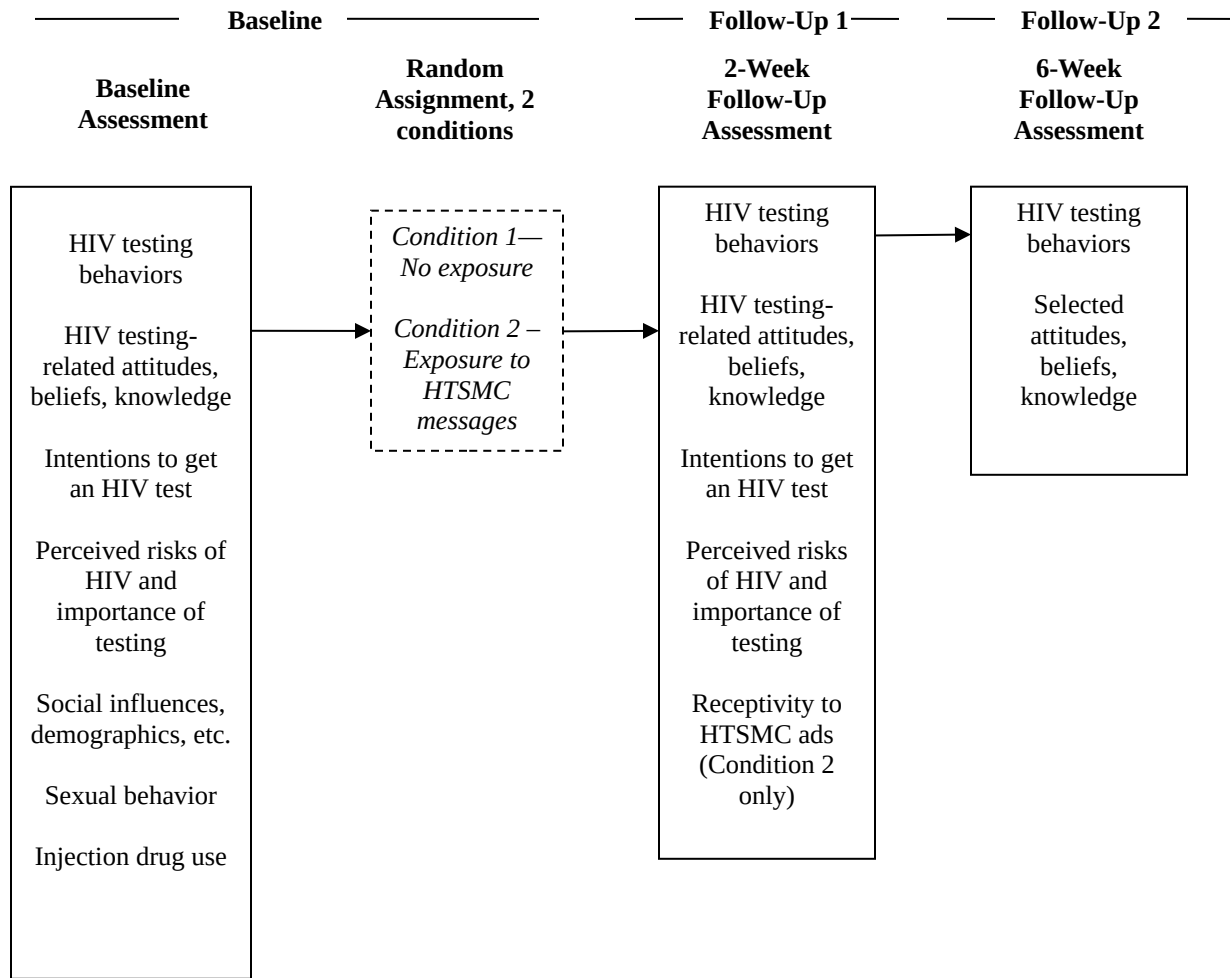 Baseline
Follow-Up 1
Follow-Up 2
Baseline
Assessment
Random
Assignment, 2
conditions
2-Week
Follow-Up
Assessment
6-Week
Follow-Up
Assessment
HIV testing
behaviors
HIV testing-
related attitudes,
beliefs, knowledge
Intentions to get
an HIV test
Perceived risks of
HIV and
importance of
testing
Social influences,
demographics, etc.
Sexual behavior
Injection drug use
Condition 1—
No exposure
Condition 2 –
Exposure to
HTSMC
messages
HIV testing
behaviors
HIV testing-
related attitudes,
beliefs,
knowledge
Intentions to get
an HIV test
Perceived risks
of HIV and
importance of
testing
Receptivity to
HTSMC ads
(Condition 2
only)
HIV testing
behaviors
Selected
attitudes,
beliefs,
knowledge